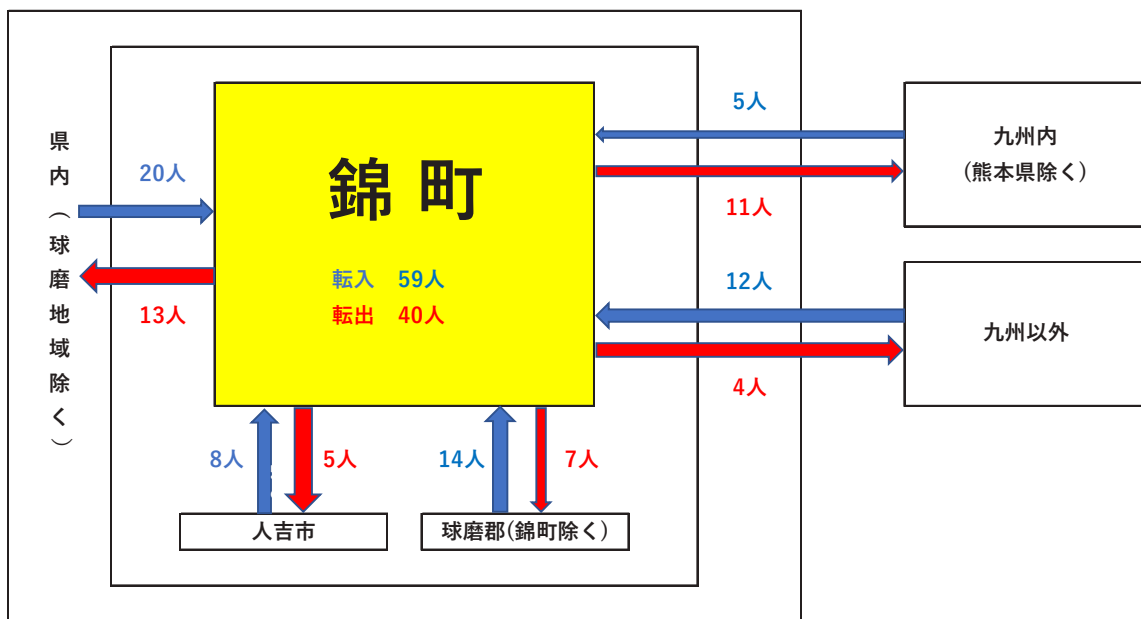 県内（球磨地域除く）
20人
13人
錦町
転入 59人
転出 40人
5人
11人
九州内
(熊本県除く)
12人
4人
九州以外
8人
5人
14人
7人
人吉市
球磨郡(錦町除く)